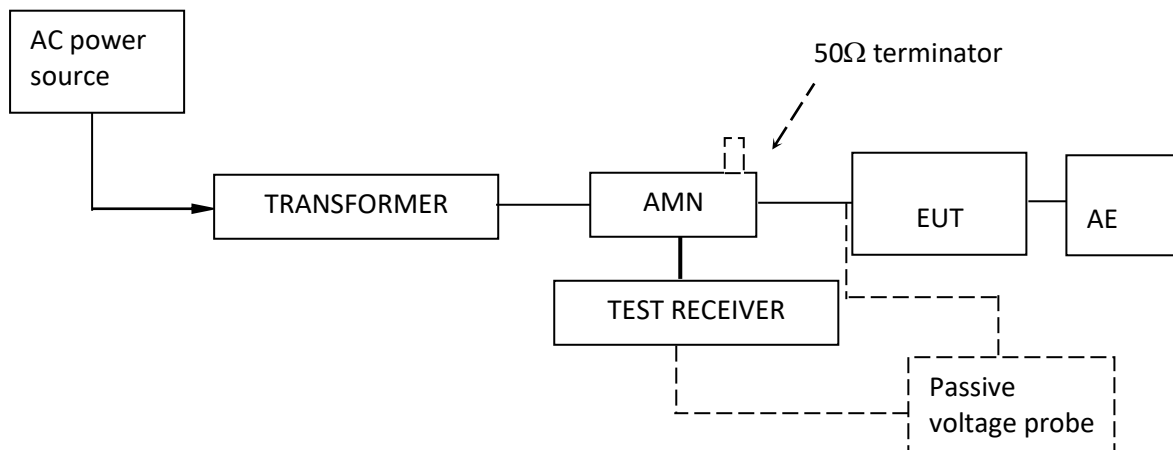 AC power
source
50Ω terminator
TRANSFORMER
AMN
EUT
AE
TEST RECEIVER
Passive
voltage probe